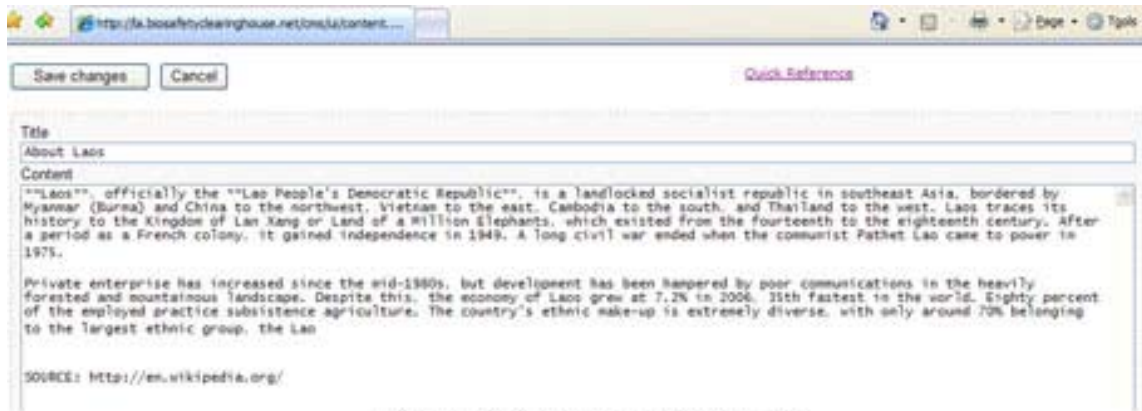 http://la.biosafetyclearinghouse.net/cms/ui/content....
Page Tools
Save changes Cancel Quick Reference
Title
About Laos
Content
**Laos**, officially the **Lao People's Democratic Republic**, is a landlocked socialist republic in southeast Asia, bordered by
Myanmar (Burma) and China to the northwest, Vietnam to the east, Cambodia to the south, and Thailand to the west. Laos traces its
history to the Kingdom of Lan Xang or Land of a Million Elephants, which existed from the fourteenth to the eighteenth century. After
a period as a French colony, it gained independence in 1949. A long civil war ended when the communist Pathet Lao came to power in
1975.
Private enterprise has increased since the mid-1980s, but development has been hampered by poor communications in the heavily
forested and mountainous landscape. Despite this, the economy of Laos grew at 7.2% in 2006, 35th fastest in the world. Eighty percent
of the employed practice subsistence agriculture. The country's ethnic make-up is extremely diverse, with only around 70% belonging
to the largest ethnic group, the Lao
SOURCE: http://en.wikipedia.org/